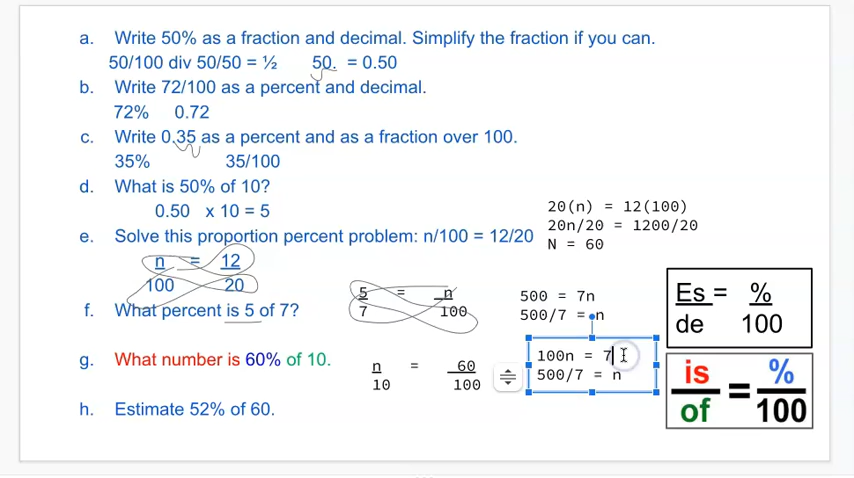 a. Write 50% as a fraction and decimal. Simplify the fraction if you can.
50/100 div 50/50 = ½ 50. = 0.50
b. Write 72/100 as a percent and decimal.
72% 0.72
c. Write 0.35 as a percent and as a fraction over 100.
35% 35/100
d. What is 50% of 10?
0.50 x 10 = 5
e. Solve this proportion percent problem: n/100 = 12/20
n = 12
100 20
20(n) = 12(100)
20n/20 = 1200/20
N = 60
f. What percent is 5 of 7?
5 = n
7 100
500 = 7n
500/7 = n
g. What number is 60% of 10.
n = 60
10 100
100n = 7
500/7 = n
h. Estimate 52% of 60.
Es = %
de 100
is = %
of 100